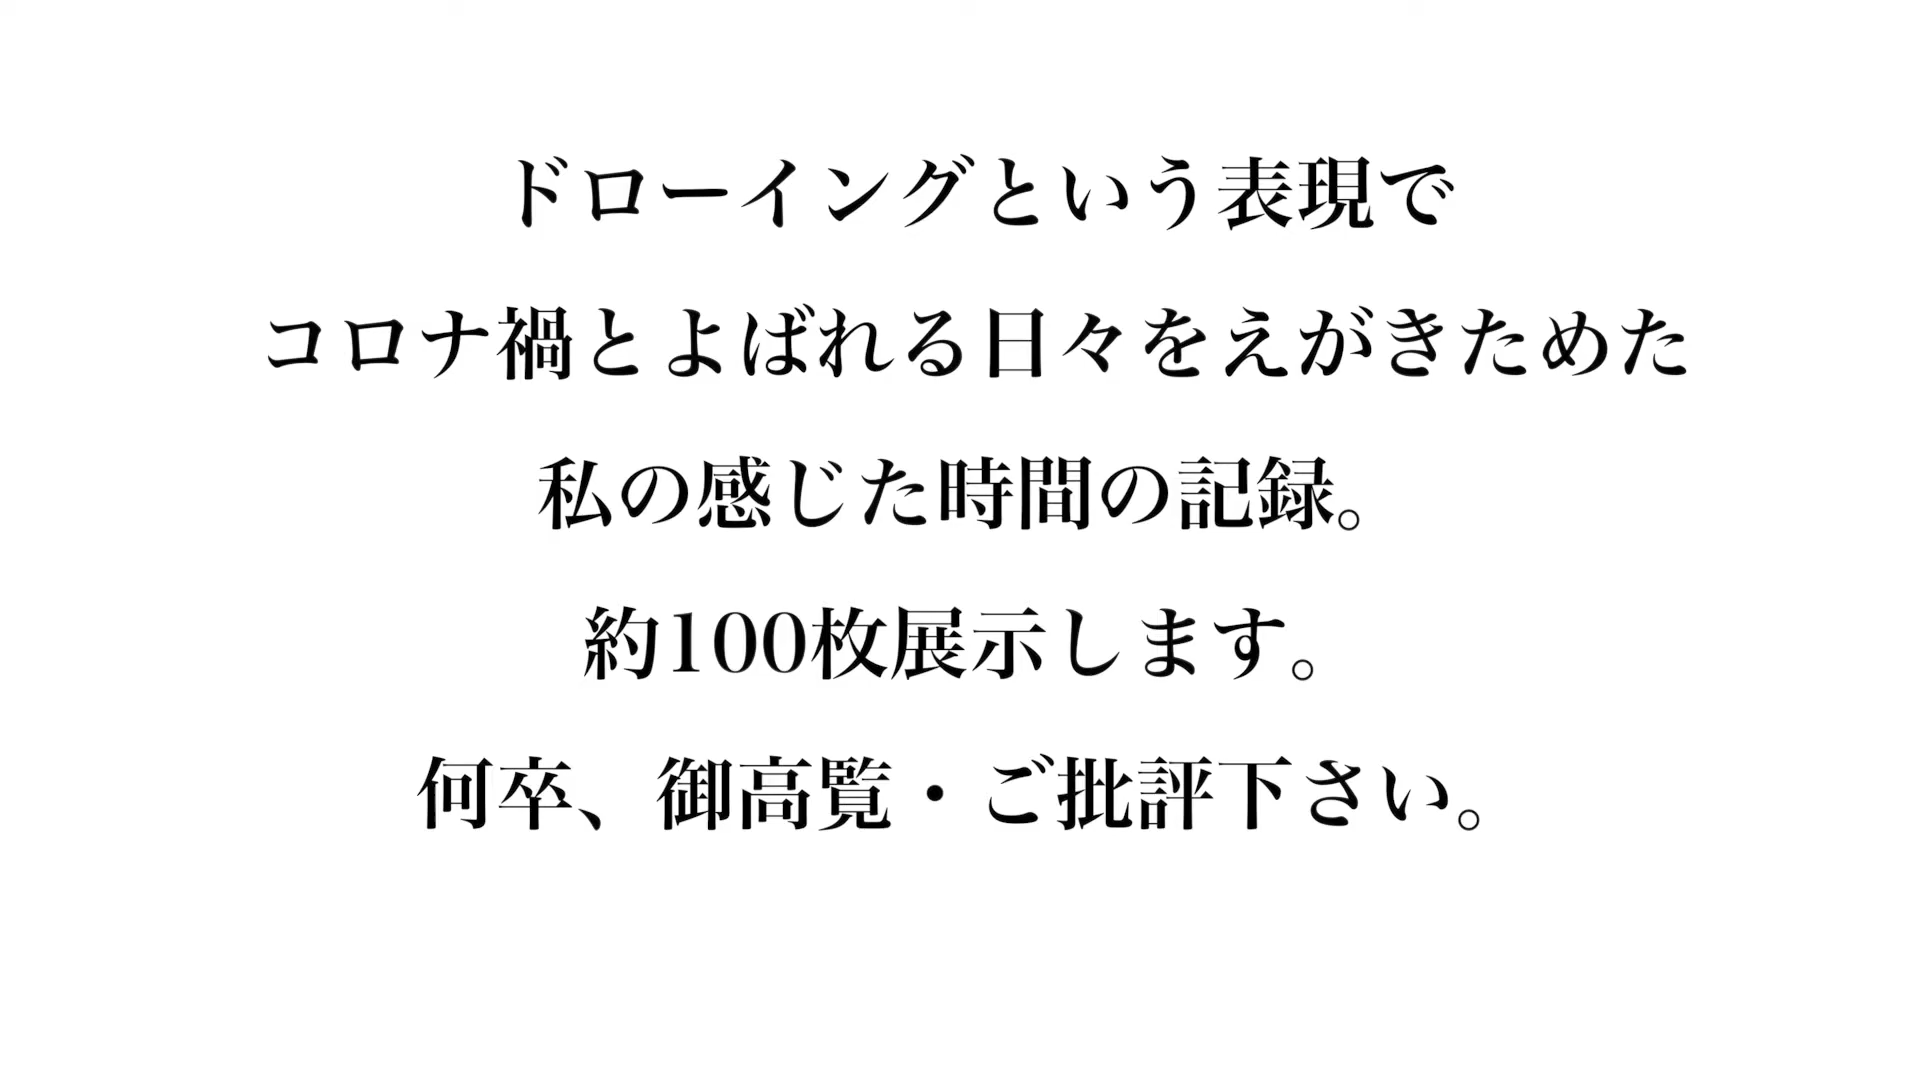 ドローイングという表現で
コロナ禍とよばれる日々をえがきためた
私の感じた時間の記録。
約100枚展示します。
何卒、御高覧・ご批評下さい。